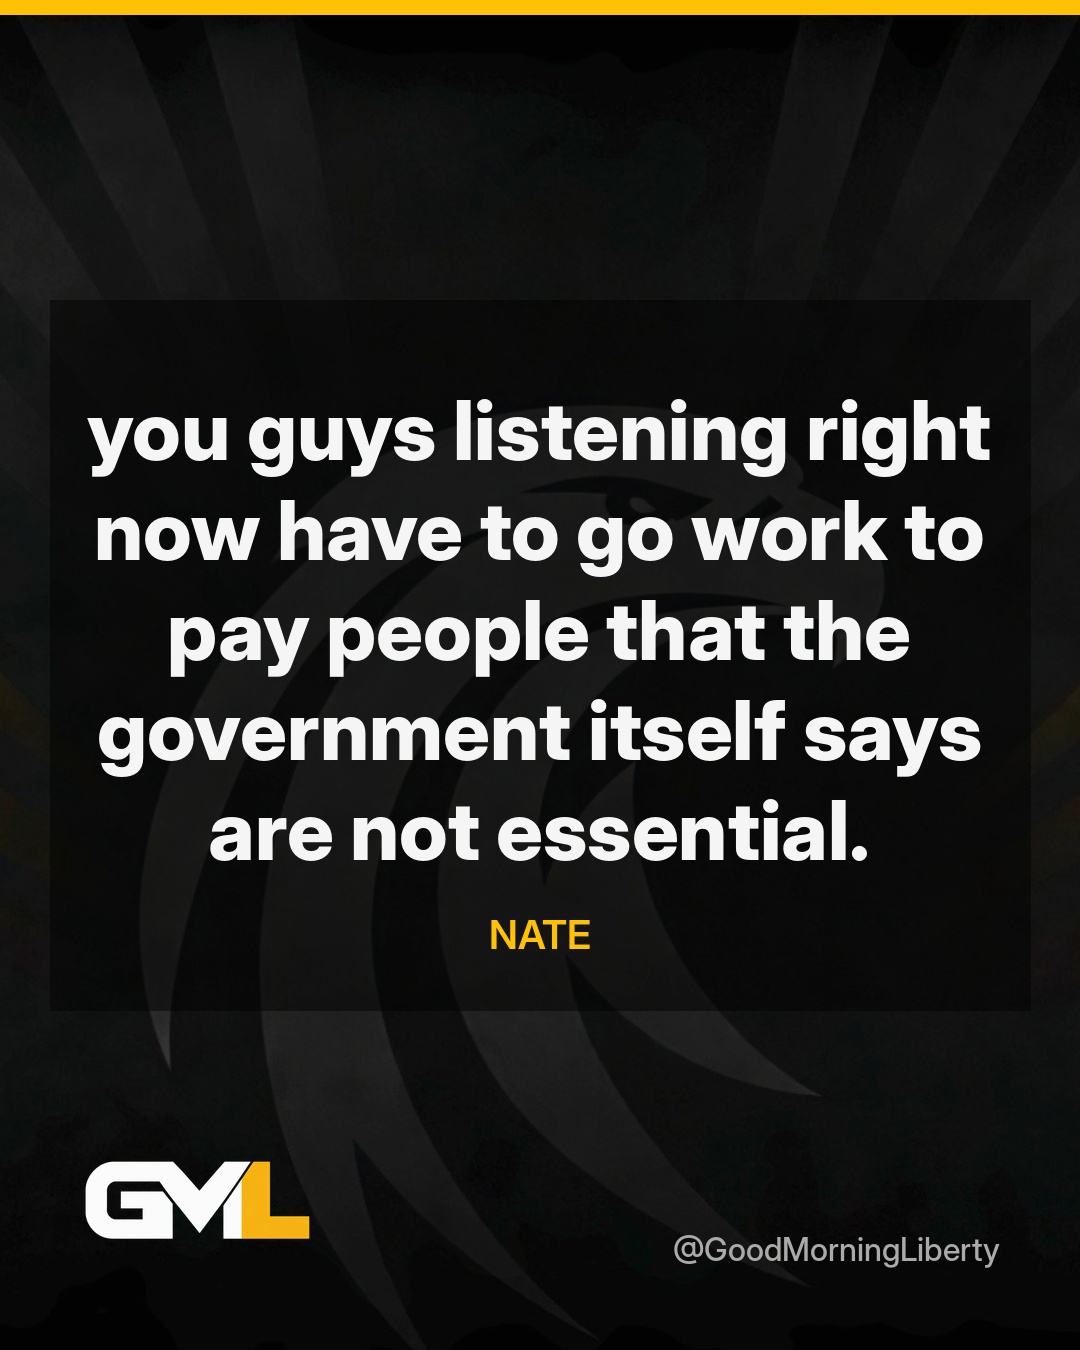 you guys listening right
now have to go work to
pay people that the
government itself says
are not essential.
NATE
GML
@GoodMorningLiberty